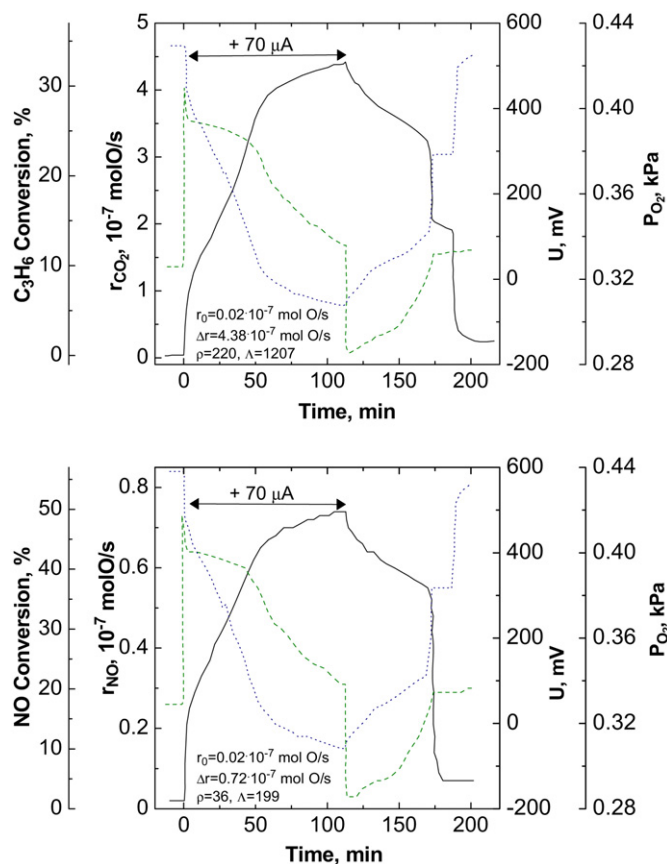 + 70 μA
C₃H₆ Conversion, %
30
20
10
0
r_CO₂, 10⁻⁷ molO/s
5
4
3
2
1
0
U, mV
600
400
200
0
-200
P_O₂, kPa
0.44
0.40
0.36
0.32
0.28
r₀=0.02·10⁻⁷ mol O/s
Δr=4.38·10⁻⁷ mol O/s
ρ=220, Λ=1207
0 50 100 150 200
Time, min
+ 70 μA
NO Conversion, %
50
40
30
20
10
0
r_NO, 10⁻⁷ molO/s
0.8
0.6
0.4
0.2
0
U, mV
600
400
200
0
-200
P_O₂, kPa
0.44
0.40
0.36
0.32
0.28
r₀=0.02·10⁻⁷ mol O/s
Δr=0.72·10⁻⁷ mol O/s
ρ=36, Λ=199
0 50 100 150 200
Time, min